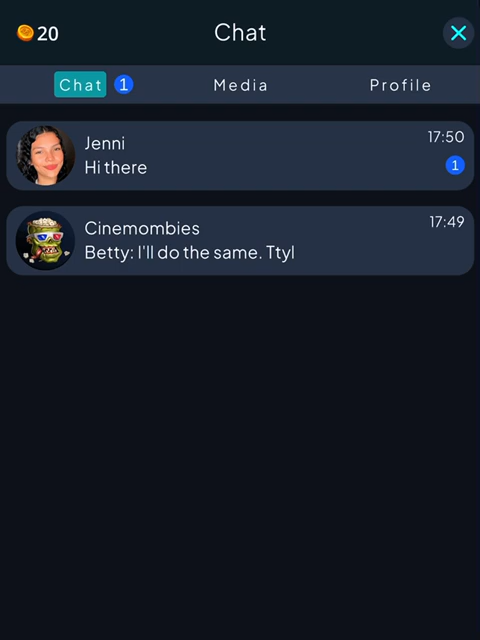 20
Chat
Chat 1 Media Profile
Jenni 17:50
Hi there 1
Cinemombies 17:49
Betty: I'll do the same. Ttyl